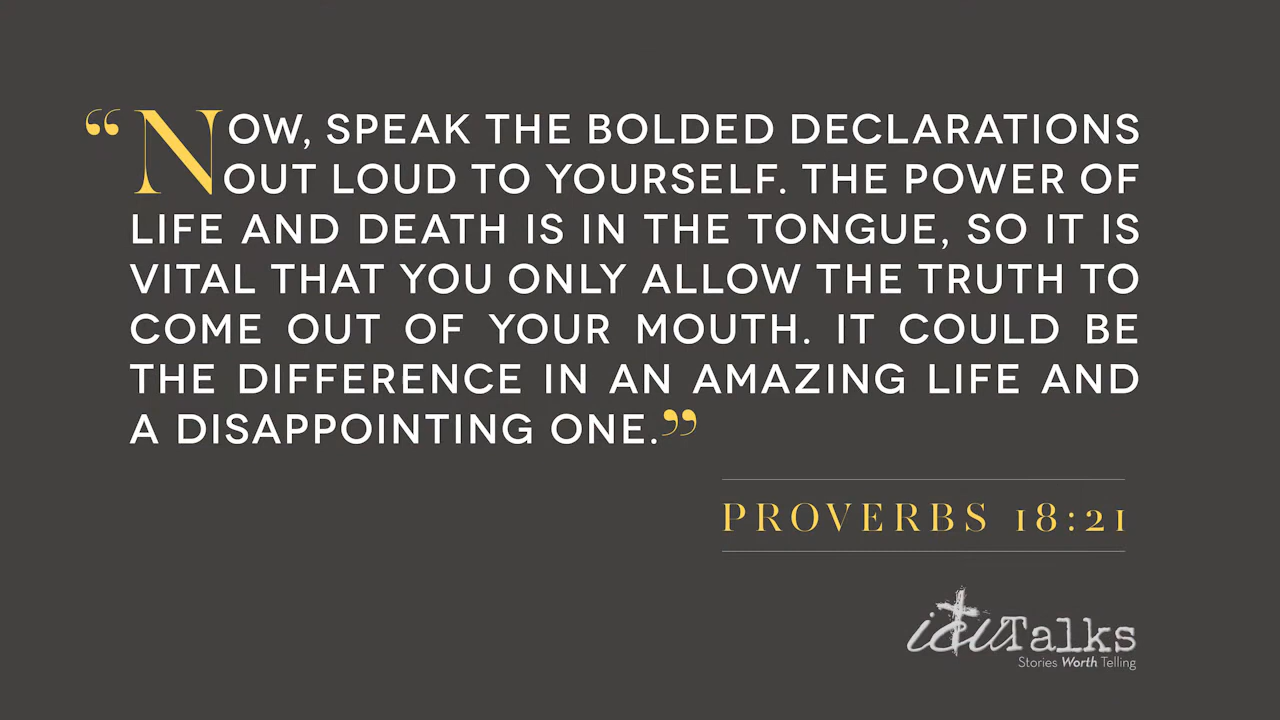 “NOW, SPEAK THE BOLDED DECLARATIONS
OUT LOUD TO YOURSELF. THE POWER OF
LIFE AND DEATH IS IN THE TONGUE, SO IT IS
VITAL THAT YOU ONLY ALLOW THE TRUTH TO
COME OUT OF YOUR MOUTH. IT COULD BE
THE DIFFERENCE IN AN AMAZING LIFE AND
A DISAPPOINTING ONE.”
PROVERBS 18:21
Talks
Stories Worth Telling